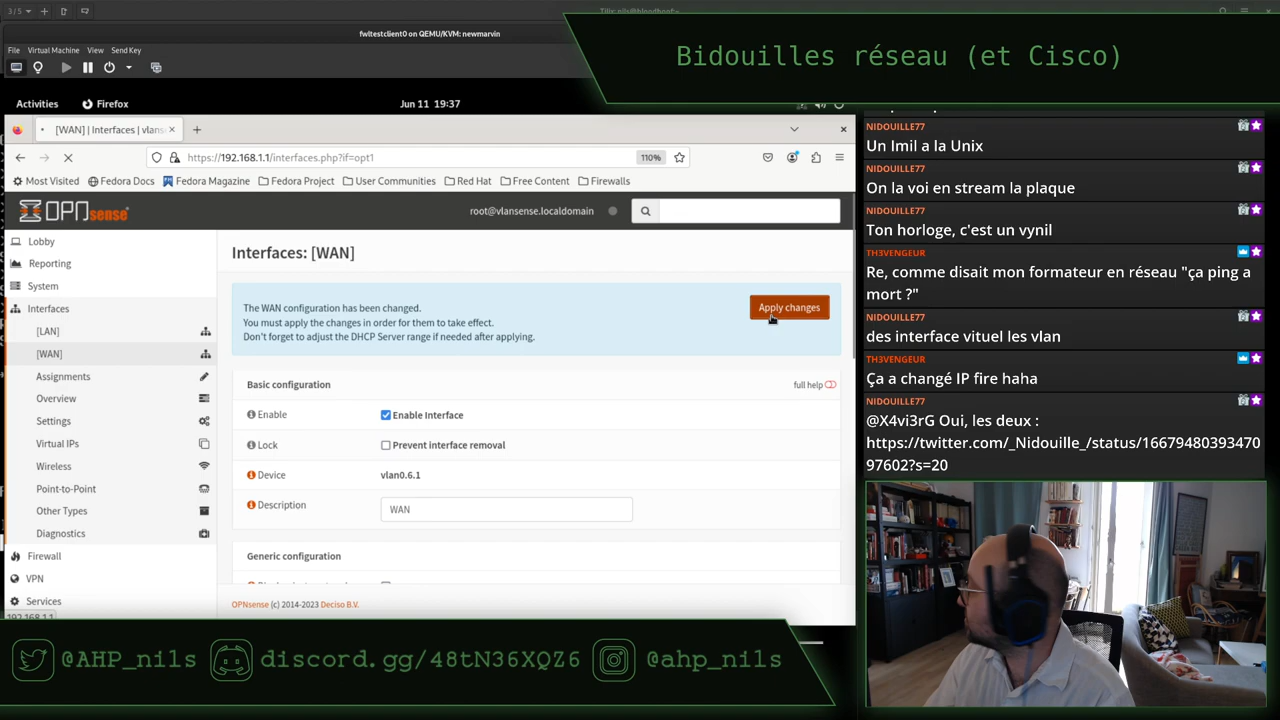 3/5
fwltestclient0 on QEMU/KVM: newmarvin
File Virtual Machine View Send Key
Bidouilles réseau (et Cisco)
Activities Firefox Jun 11 19:37
[WAN] | Interfaces | vlans
https://192.168.1.1/interfaces.php?if=opt1 110%
Most Visited Fedora Docs Fedora Magazine Fedora Project User Communities Red Hat Free Content Firewalls
OPNsense root@vlansense.localdomain
Lobby
Reporting
System
Interfaces
[LAN]
[WAN]
Assignments
Overview
Settings
Virtual IPs
Wireless
Point-to-Point
Other Types
Diagnostics
Firewall
VPN
Services
192.168.1.1
Interfaces: [WAN]
The WAN configuration has been changed.
You must apply the changes in order for them to take effect.
Don't forget to adjust the DHCP Server range if needed after applying.
Apply changes
Basic configuration full help
Enable Enable Interface
Lock Prevent interface removal
Device vlan0.6.1
Description WAN
Generic configuration
OPNsense (c) 2014-2023 Deciso B.V.
NIDOUILLE77
Un Imil a la Unix
NIDOUILLE77
On la voi en stream la plaque
NIDOUILLE77
Ton horloge, c'est un vynil
TH3VENGEUR
Re, comme disait mon formateur en réseau "ça ping a
mort ?"
NIDOUILLE77
des interface vituel les vlan
TH3VENGEUR
Ça a changé IP fire haha
NIDOUILLE77
@X4vi3rG Oui, les deux :
https://twitter.com/_Nidouille_/status/16679480393470
97602?s=20
@AHP_nils discord.gg/48tN36XQZ6 @ahp_nils